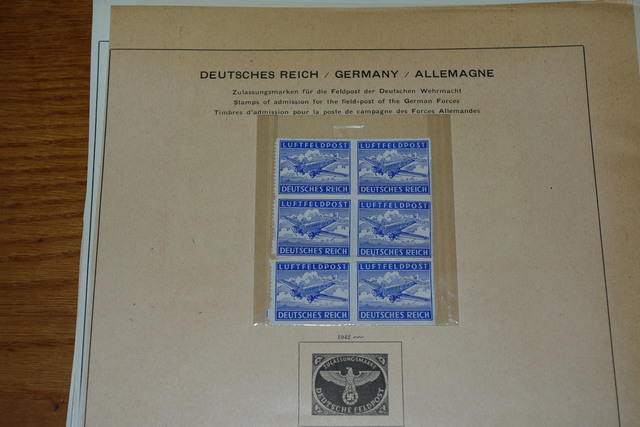 DEUTSCHES REICH / GERMANY / ALLEMAGNE
Zulassungsmarken für die Feldpost der Deutschen Wehrmacht
Stamps of admission for the field-post of the German Forces
Timbres d'admission pour la poste de campagne des Forces Allemandes
LUFTFELDPOST LUFTFELDPOST
DEUTSCHES REICH DEUTSCHES REICH
LUFTFELDPOST LUFTFELDPOST
DEUTSCHES REICH DEUTSCHES REICH
LUFTFELDPOST LUFTFELDPOST
DEUTSCHES REICH DEUTSCHES REICH
1942
ZULASSUNGSMARKE
DEUTSCHE FELDPOST